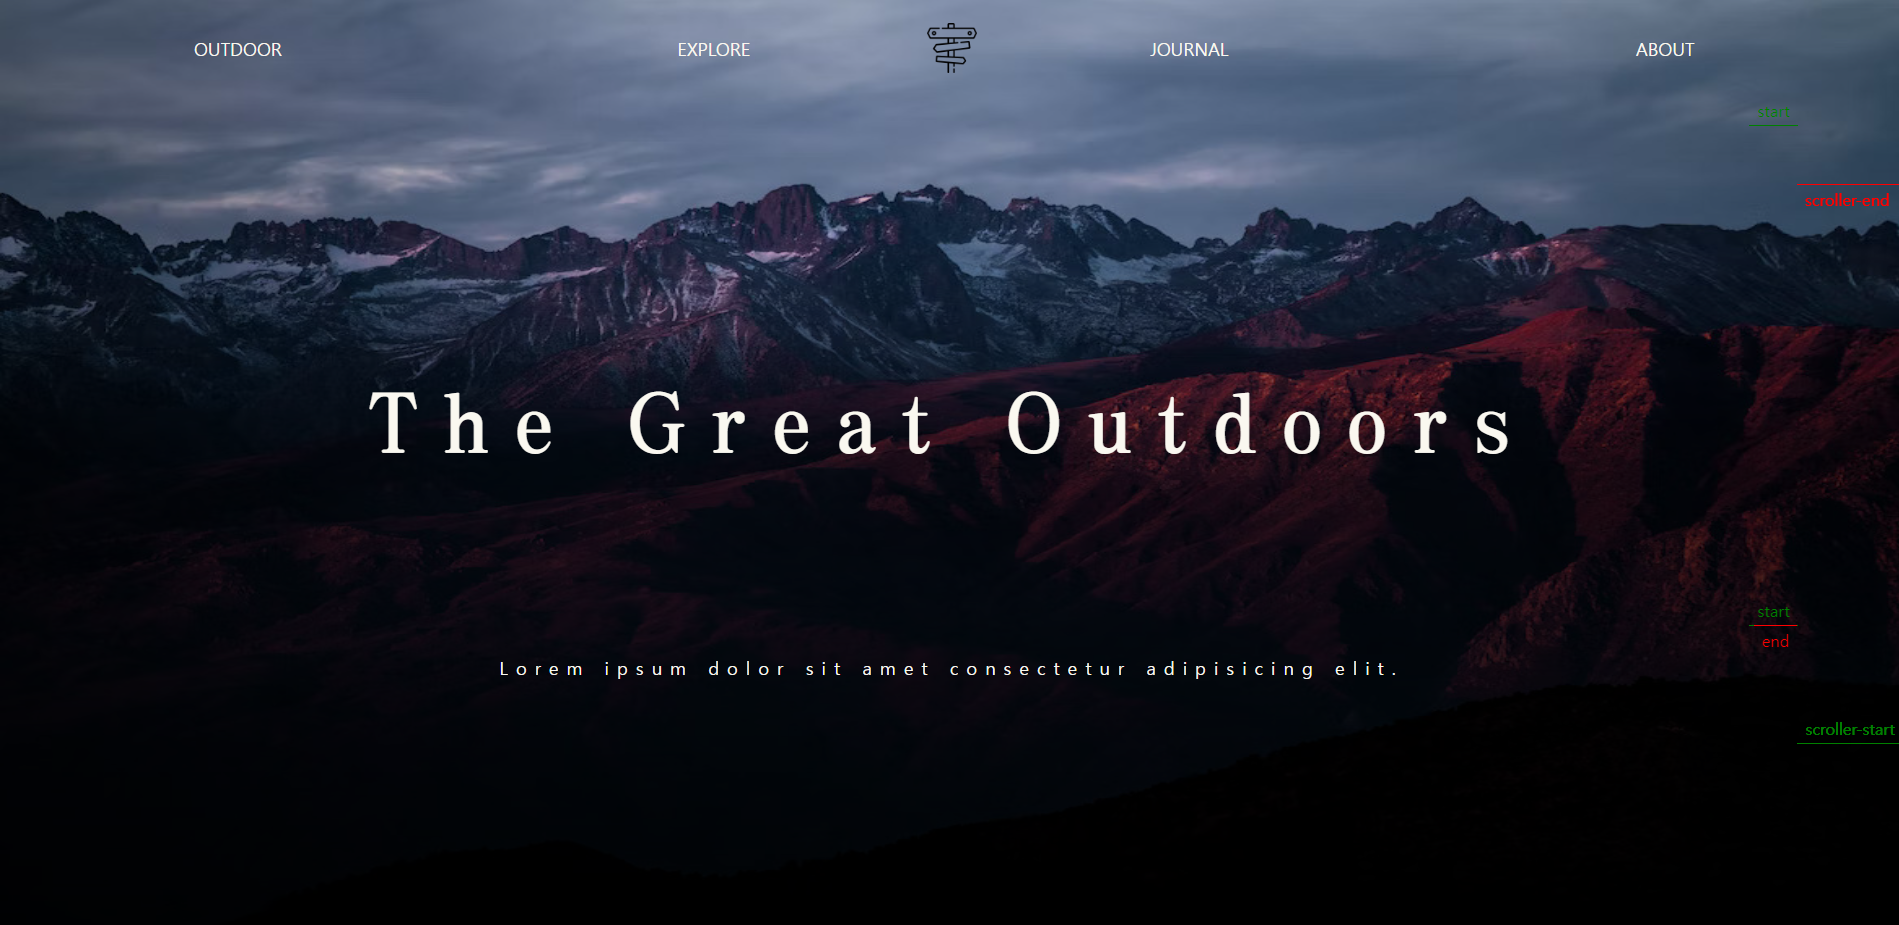 OUTDOOR EXPLORE JOURNAL ABOUT
start
scroller-end
The Great Outdoors
start
end
Lorem ipsum dolor sit amet consectetur adipisicing elit.
scroller-start